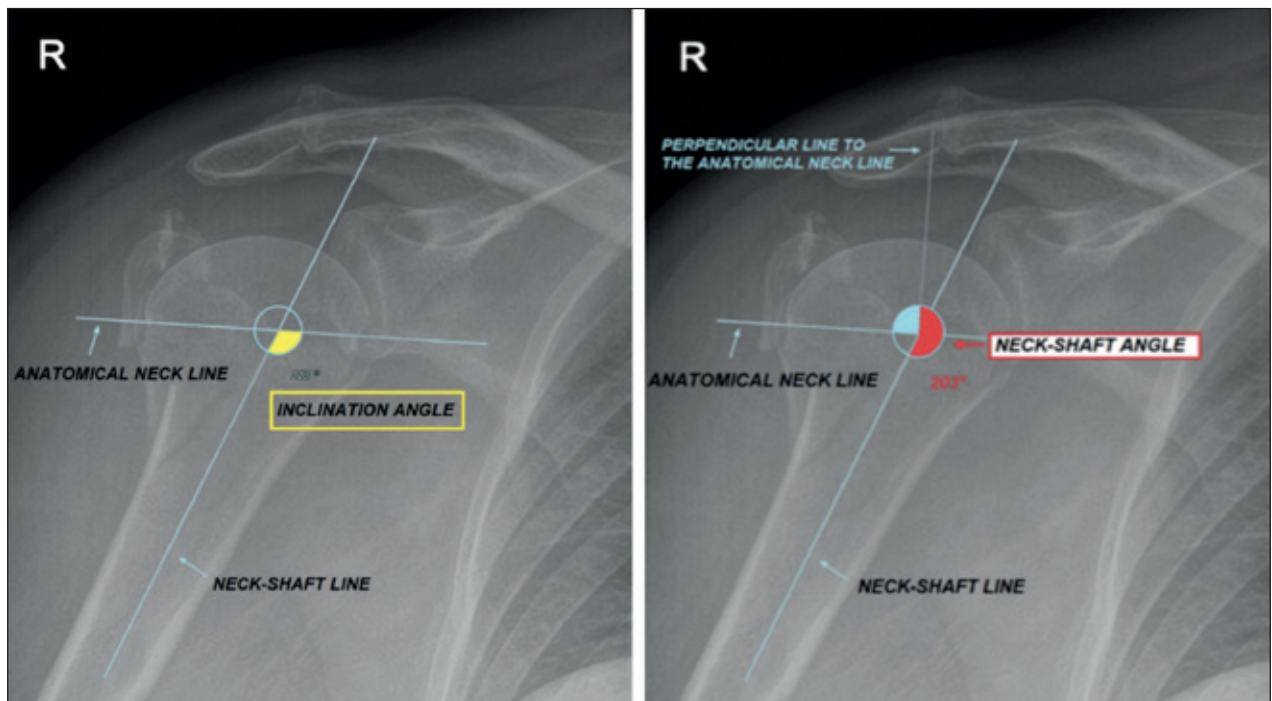 R
ANATOMICAL NECK LINE
INCLINATION ANGLE
NECK-SHAFT LINE
R
PERPENDICULAR LINE TO
THE ANATOMICAL NECK LINE
NECK-SHAFT ANGLE
ANATOMICAL NECK LINE
203°
NECK-SHAFT LINE